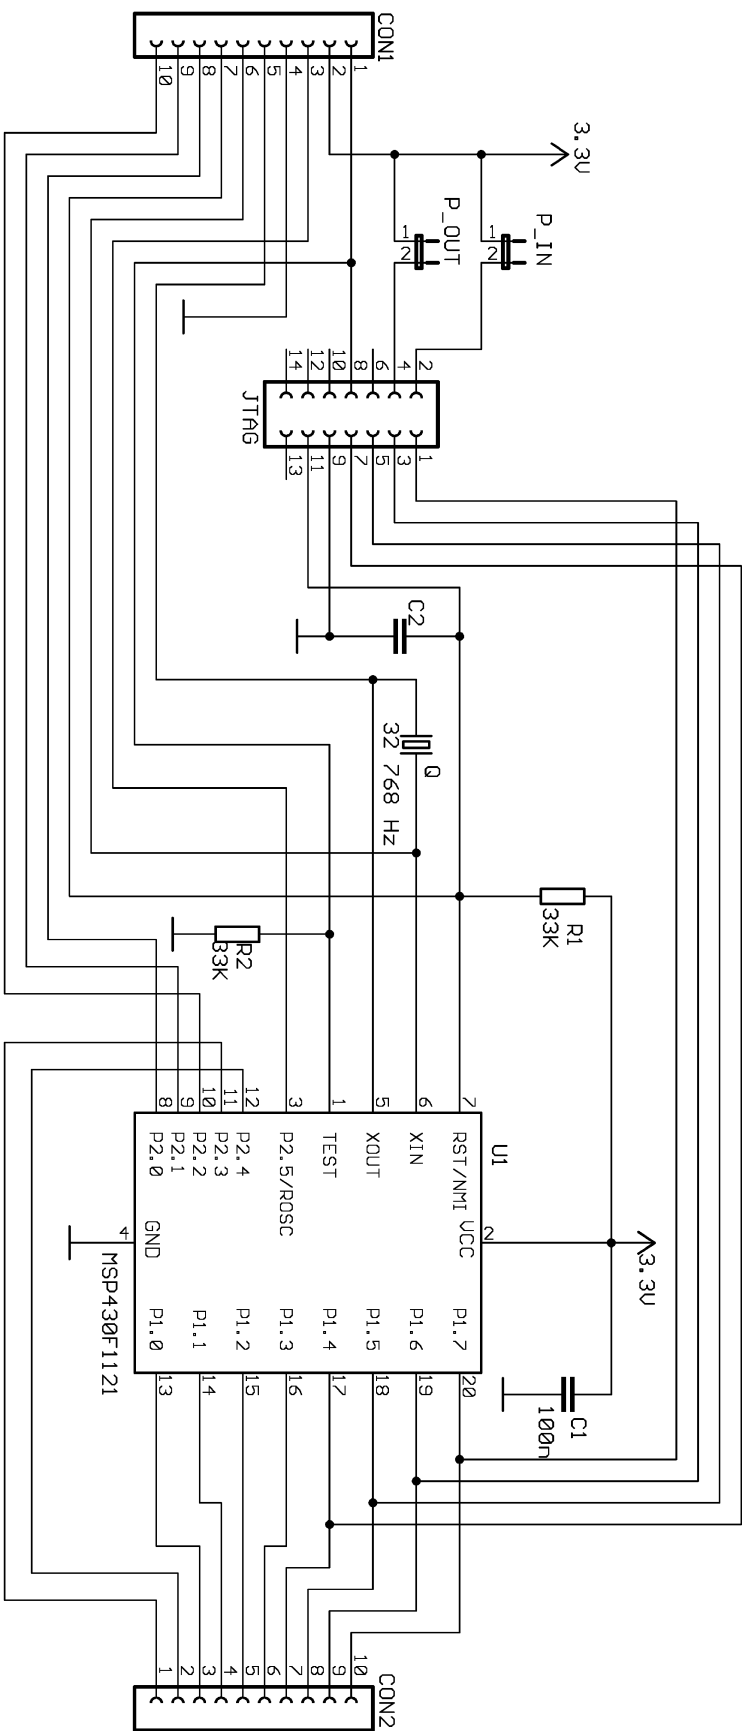 CON1
1
2
3
4
5
6
7
8
9
10
3.3V
P_IN
1
2
P_OUT
1
2
JTAG
2
4
6
8
10
12
14
1
3
5
7
9
11
13
C2
Q
32 768 Hz
R1
33K
R2
33K
U1
7
6
5
1
3
12
11
10
9
8
RST/NMI
XIN
XOUT
TEST
P2.5/ROSC
P2.4
P2.3
P2.2
P2.1
P2.0
2
VCC
3.3V
4
GND
MSP430F1121
P1.7
P1.6
P1.5
P1.4
P1.3
P1.2
P1.1
P1.0
20
19
18
17
16
15
14
13
C1
100n
10
9
8
7
6
5
4
3
2
1
CON2